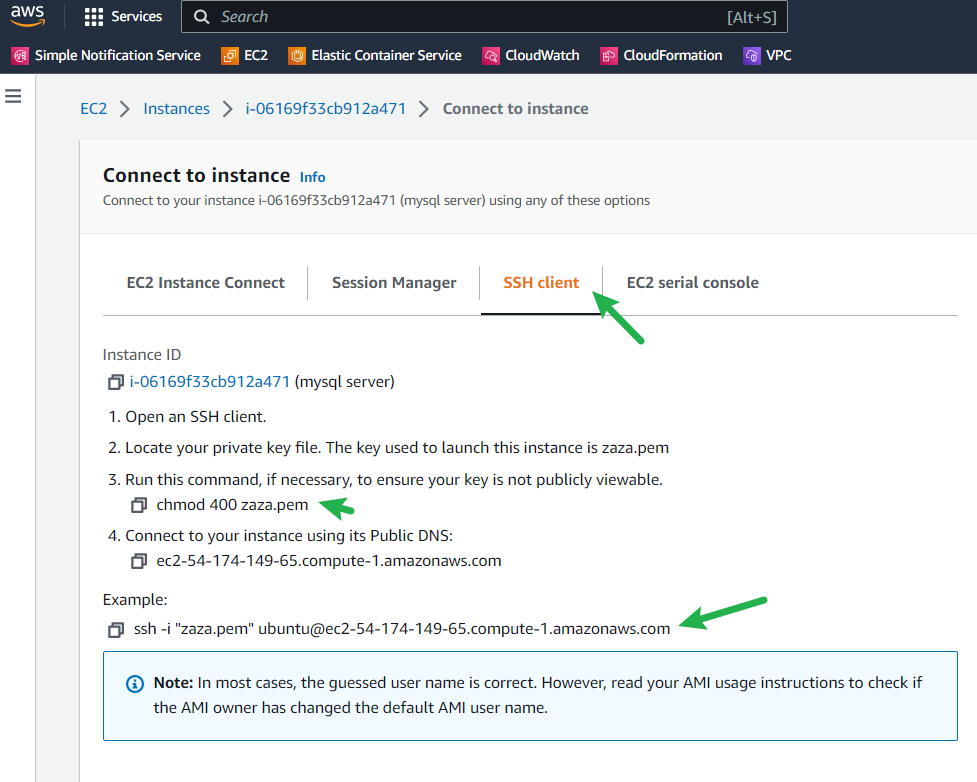 aws
Services
Search
[Alt+S]
Simple Notification Service
EC2
Elastic Container Service
CloudWatch
CloudFormation
VPC
EC2
Instances
i-06169f33cb912a471
Connect to instance
Connect to instance Info
Connect to your instance i-06169f33cb912a471 (mysql server) using any of these options
EC2 Instance Connect
Session Manager
SSH client
EC2 serial console
Instance ID
i-06169f33cb912a471 (mysql server)
1. Open an SSH client.
2. Locate your private key file. The key used to launch this instance is zaza.pem
3. Run this command, if necessary, to ensure your key is not publicly viewable.
chmod 400 zaza.pem
4. Connect to your instance using its Public DNS:
ec2-54-174-149-65.compute-1.amazonaws.com
Example:
ssh -i "zaza.pem" ubuntu@ec2-54-174-149-65.compute-1.amazonaws.com
Note: In most cases, the guessed user name is correct. However, read your AMI usage instructions to check if
the AMI owner has changed the default AMI user name.